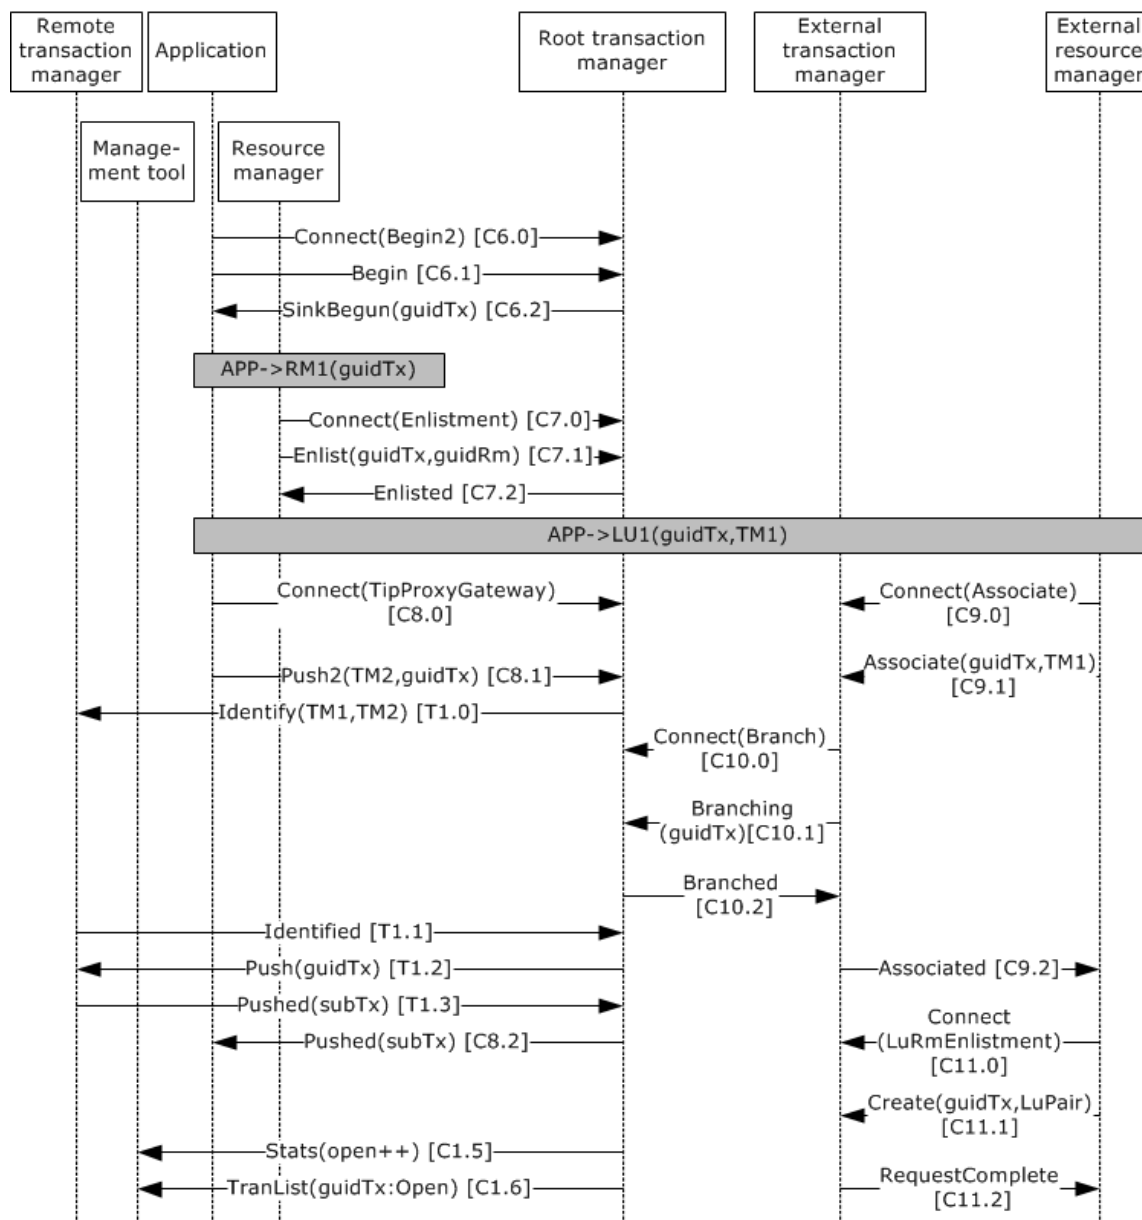 Remote
transaction
manager
Application
Root transaction
manager
External
transaction
manager
External
resource
manager
Manage-
ment tool
Resource
manager
Connect(Begin2) [C6.0]
Begin [C6.1]
SinkBegun(guidTx) [C6.2]
APP->RM1(guidTx)
Connect(Enlistment) [C7.0]
Enlist(guidTx,guidRm) [C7.1]
Enlisted [C7.2]
APP->LU1(guidTx,TM1)
Connect(TipProxyGateway)
[C8.0]
Connect(Associate)
[C9.0]
Push2(TM2,guidTx) [C8.1]
Associate(guidTx,TM1)
[C9.1]
Identify(TM1,TM2) [T1.0]
Connect(Branch)
[C10.0]
Branching
(guidTx)[C10.1]
Branched
[C10.2]
Identified [T1.1]
Push(guidTx) [T1.2]
Associated [C9.2]
Pushed(subTx) [T1.3]
Pushed(subTx) [C8.2]
Connect
(LuRmEnlistment)
[C11.0]
Create(guidTx,LuPair)
[C11.1]
Stats(open++) [C1.5]
TranList(guidTx:Open) [C1.6]
RequestComplete
[C11.2]